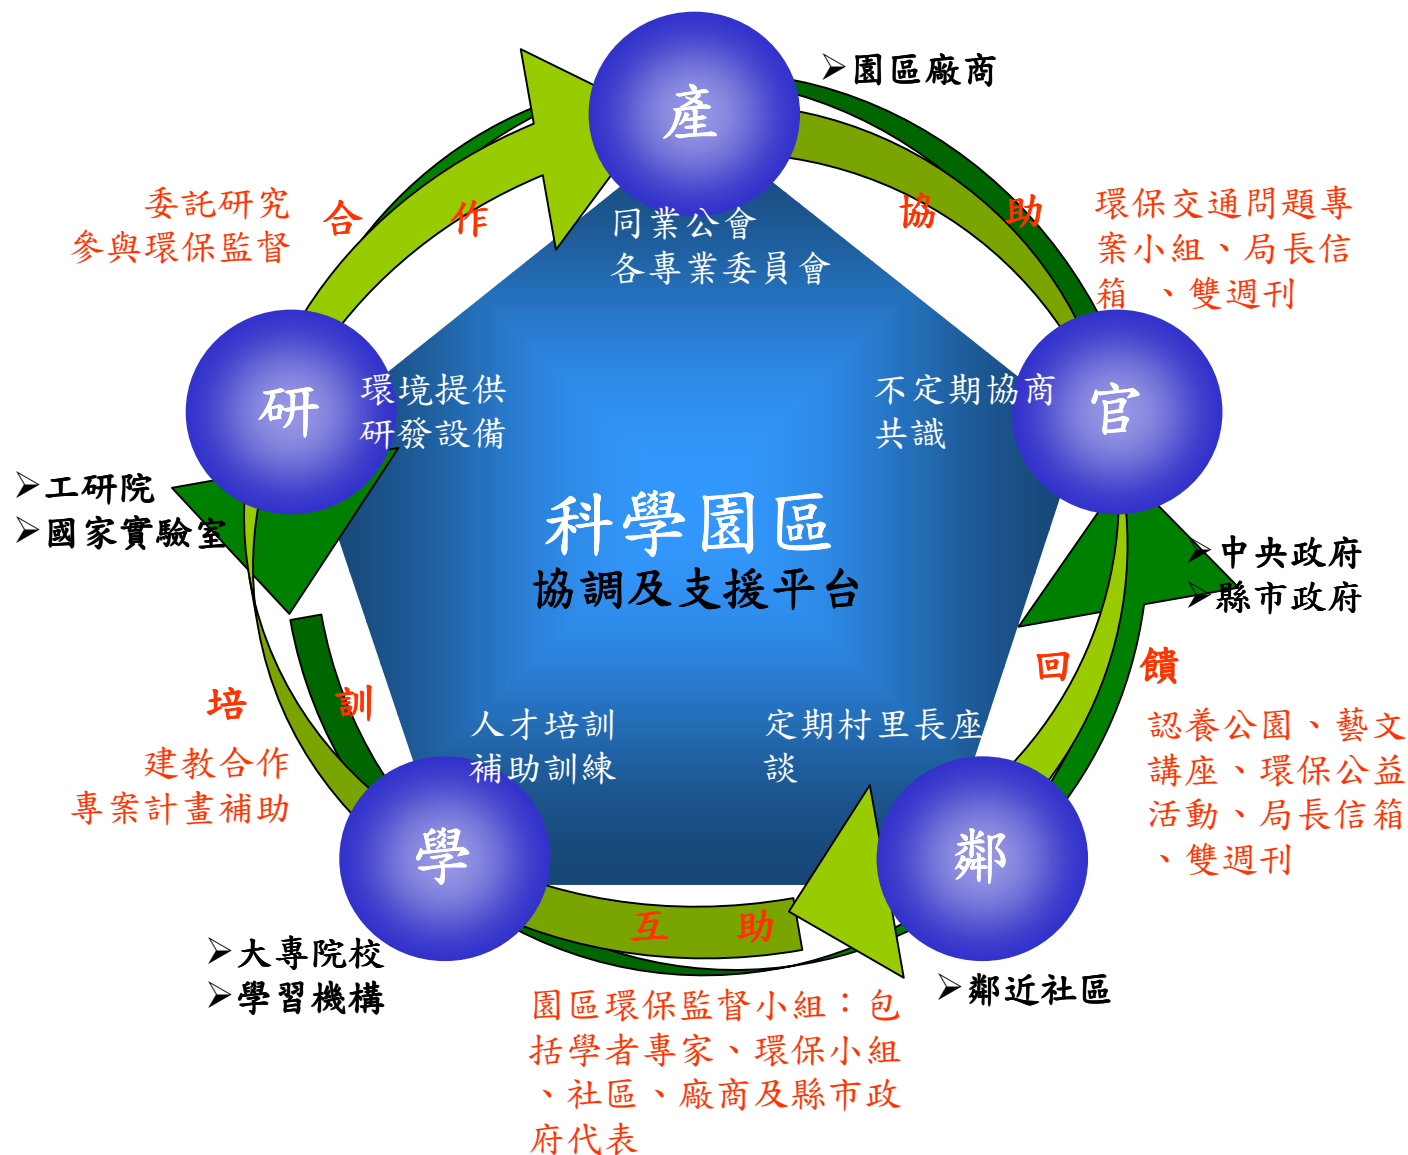 產
➢園區廠商
委託研究
參與環保監督
合 作
協 助
環保交通問題專
案小組、局長信
箱 、雙週刊
同業公會
各專業委員會
研
官
環境提供
研發設備
不定期協商
共識
➢工研院
➢國家實驗室
科學園區
協調及支援平台
➢中央政府
➢縣市政府
培 訓
回 饋
建教合作
專案計畫補助
人才培訓
補助訓練
定期村里長座
談
認養公園、藝文
講座、環保公益
活動、局長信箱
、雙週刊
學
鄰
互 助
➢大專院校
➢學習機構
➢鄰近社區
園區環保監督小組：包
括學者專家、環保小組
、社區、廠商及縣市政
府代表